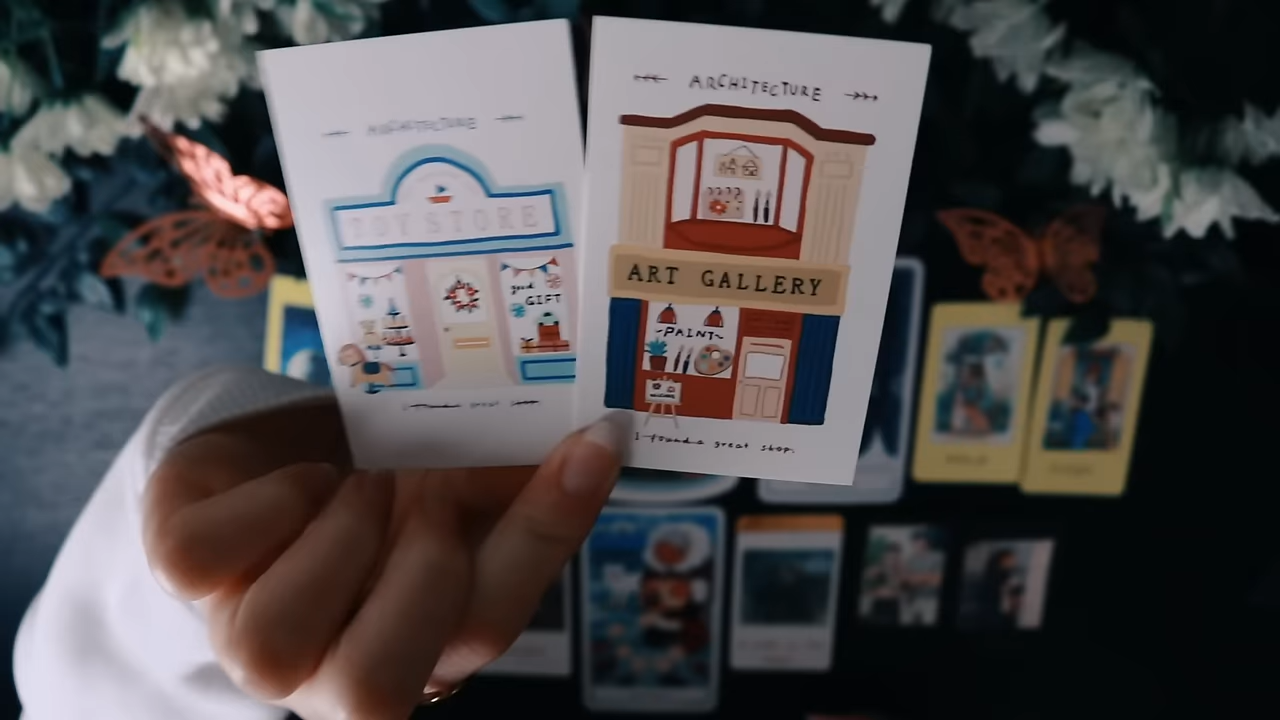 ARCHITECTURE
TOY STORE
good
GIFT
ARCHITECTURE
ART GALLERY
PAINT
I found a great shop.